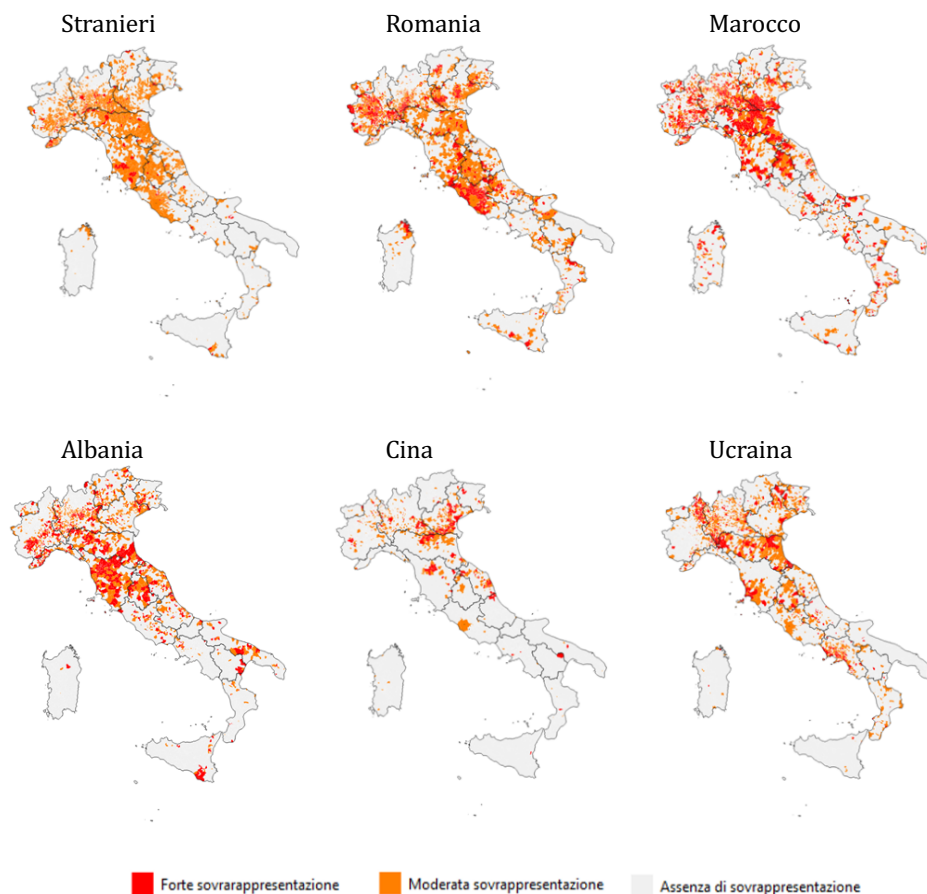 Stranieri
Romania
Marocco
Albania
Cina
Ucraina
Forte sovrarappresentazione
Moderata sovrappresentazione
Assenza di sovrappresentazione